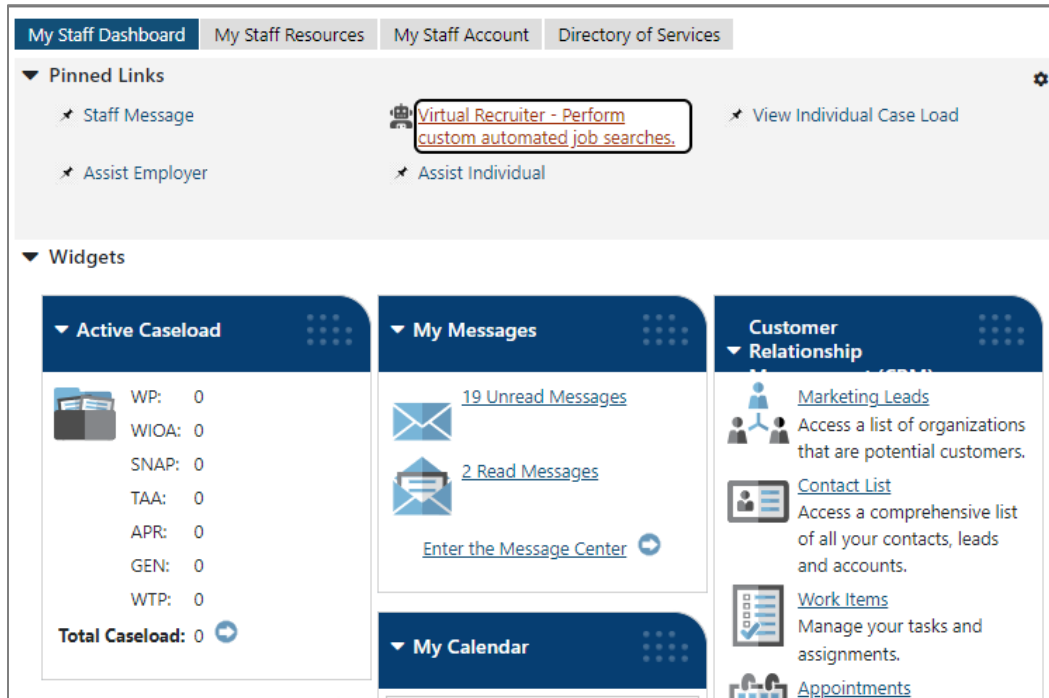 My Staff Dashboard
My Staff Resources
My Staff Account
Directory of Services
Pinned Links
Staff Message
Virtual Recruiter - Perform
custom automated job searches.
View Individual Case Load
Assist Employer
Assist Individual
Widgets
Active Caseload
WP: 0
WIOA: 0
SNAP: 0
TAA: 0
APR: 0
GEN: 0
WTP: 0
Total Caseload: 0
My Messages
19 Unread Messages
2 Read Messages
Enter the Message Center
My Calendar
Customer
Relationship
Marketing Leads
Access a list of organizations
that are potential customers.
Contact List
Access a comprehensive list
of all your contacts, leads
and accounts.
Work Items
Manage your tasks and
assignments.
Appointments